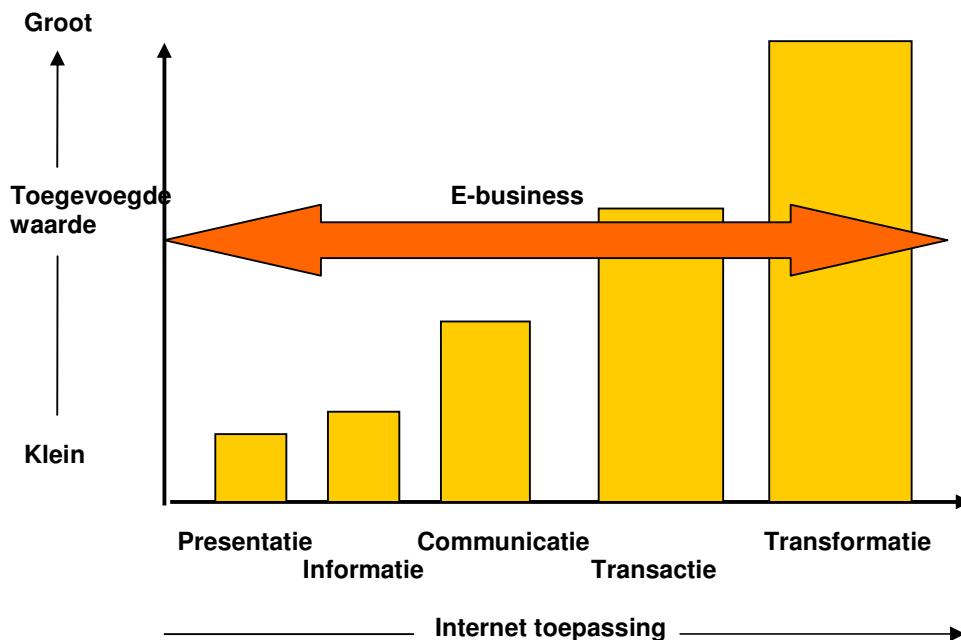 Groot
Toegevoegde
waarde
E-business
Klein
Presentatie
Informatie
Communicatie
Transactie
Transformatie
Internet toepassing